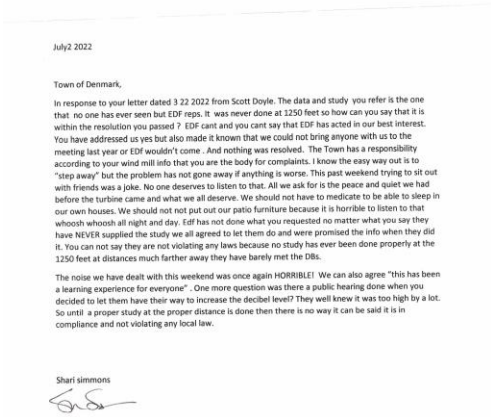 July2 2022
Town of Denmark,
In response to your letter dated 3 22 2022 from Scott Doyle. The data and study you refer is the one
that no one has ever seen but EDF reps. It was never done at 1250 feet so how can you say that it is
within the resolution you passed ? EDF cant and you cant say that EDF has acted in our best interest.
You have addressed us yes but also made it known that we could not bring anyone with us to the
meeting last year or EDf wouldn't come . And nothing was resolved. The Town has a responsibility
according to your wind mill info that you are the body for complaints. I know the easy way out is to
"step away" but the problem has not gone away if anything is worse. This past weekend trying to sit out
with friends was a joke. No one deserves to listen to that. All we ask for is the peace and quiet we had
before the turbine came and what we all deserve. We should not have to medicate to be able to sleep in
our own houses. We should not not put out our patio furniture because it is horrible to listen to that
whoosh whoosh all night and day. Edf has not done what you requested no matter what you say they
have NEVER supplied the study we all agreed to let them do and were promised the info when they did
it. You can not say they are not violating any laws because no study has ever been done properly at the
1250 feet at distances much farther away they have barely met the DBs.
The noise we have dealt with this weekend was once again HORRIBLE! We can also agree "this has been
a learning experience for everyone" . One more question was there a public hearing done when you
decided to let them have their way to increase the decibel level? They well knew it was too high by a lot.
So until a proper study at the proper distance is done then there is no way it can be said it is in
compliance and not violating any local law.
Shari simmons